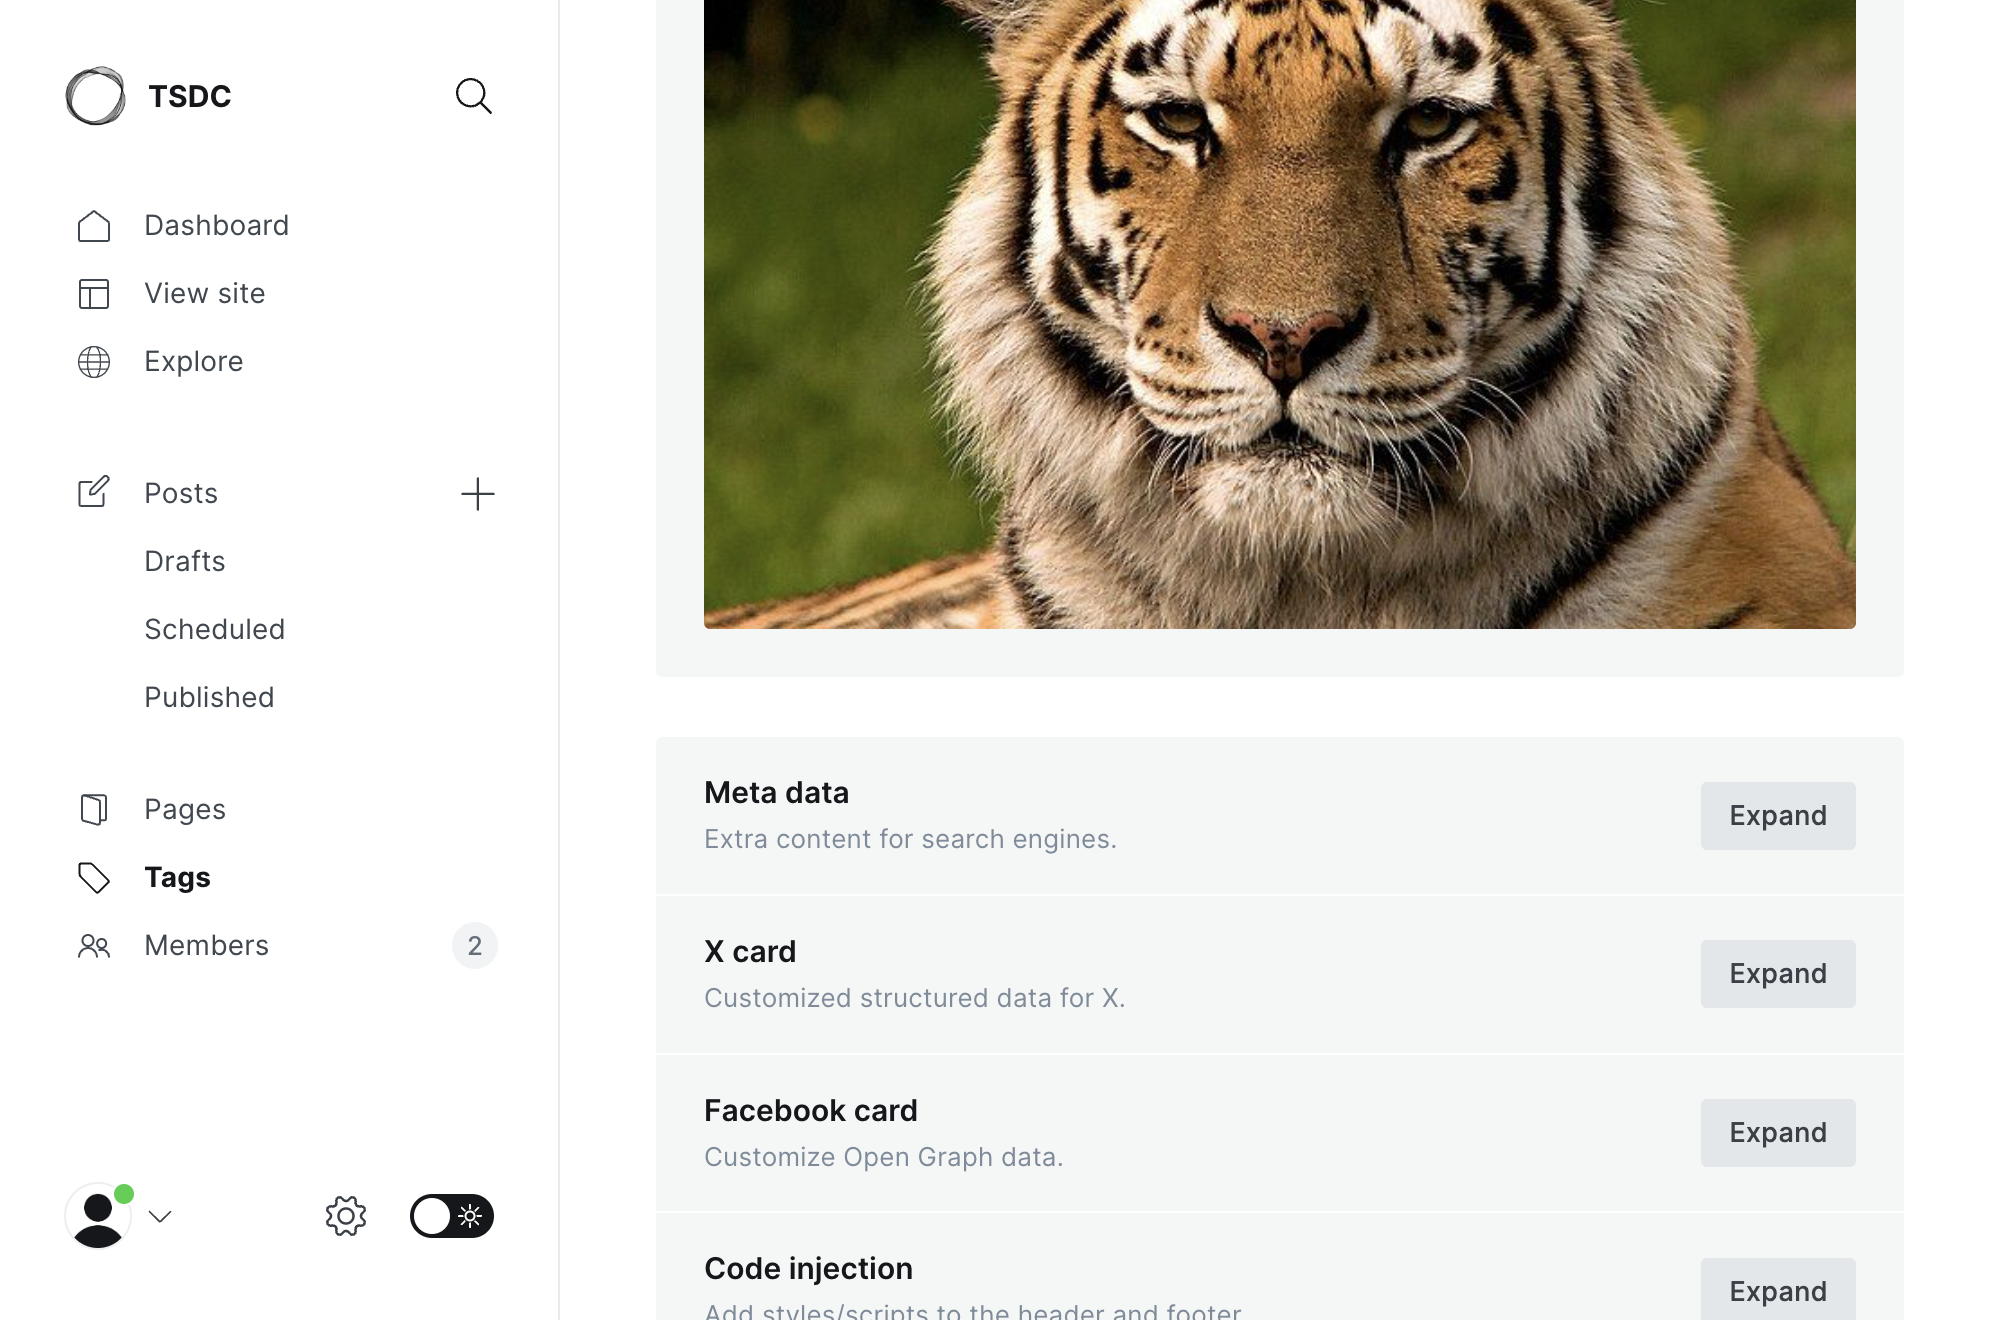 TSDC
Dashboard
View site
Explore
Posts
Drafts
Scheduled
Published
Pages
Tags
Members
2
Meta data
Extra content for search engines.
Expand
X card
Customized structured data for X.
Expand
Facebook card
Customize Open Graph data.
Expand
Code injection
Add styles/scripts to the header and footer
Expand